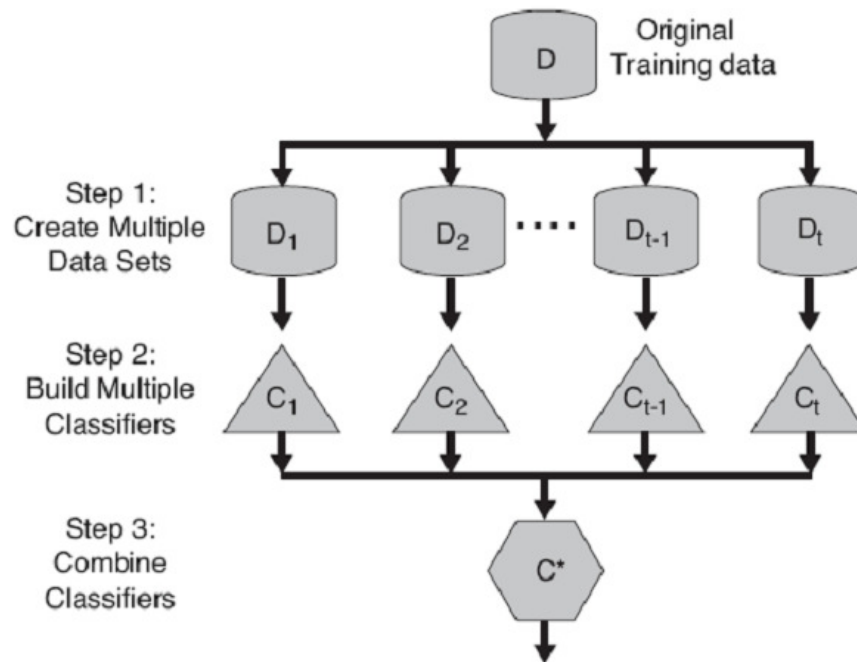 D
Original
Training data
Step 1:
Create Multiple
Data Sets
D₁
D₂
....
Dₜ₋₁
Dₜ
Step 2:
Build Multiple
Classifiers
C₁
C₂
Cₜ₋₁
Cₜ
Step 3:
Combine
Classifiers
C*